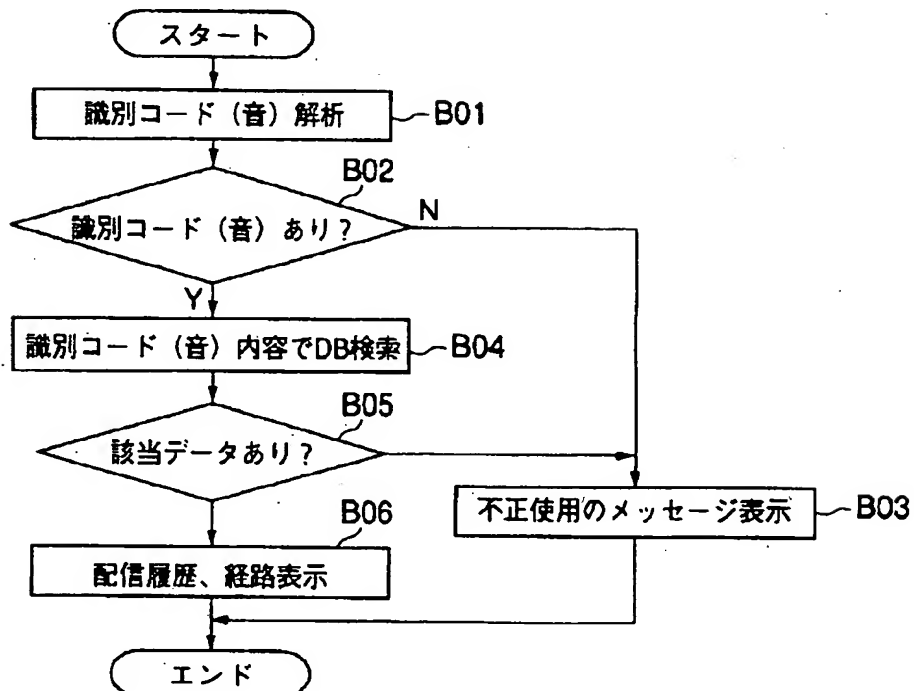 スタート
識別コード（音）解析
B01
B02
識別コード（音）あり？
N
Y
識別コード（音）内容でDB検索
B04
B05
該当データあり？
不正使用のメッセージ表示
B03
B06
配信履歴、経路表示
エンド